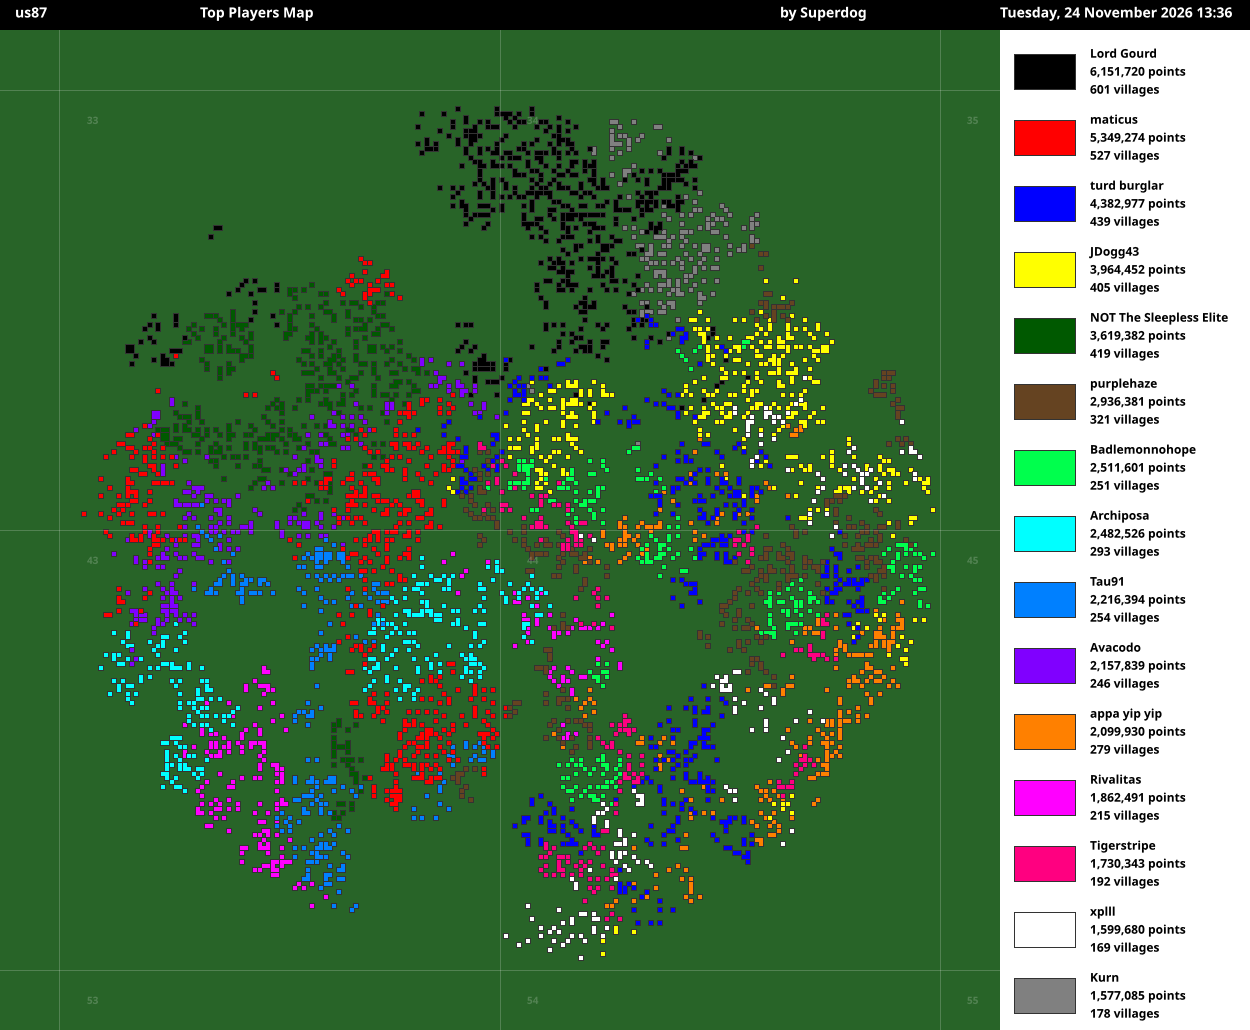 us87 Top Players Map by Superdog Tuesday, 24 November 2026 13:36
33 34 35
43 44 45
53 54 55
Lord Gourd
6,151,720 points
601 villages
maticus
5,349,274 points
527 villages
turd burglar
4,382,977 points
439 villages
JDogg43
3,964,452 points
405 villages
NOT The Sleepless Elite
3,619,382 points
419 villages
purplehaze
2,936,381 points
321 villages
Badlemonnohope
2,511,601 points
251 villages
Archiposa
2,482,526 points
293 villages
Tau91
2,216,394 points
254 villages
Avacodo
2,157,839 points
246 villages
appa yip yip
2,099,930 points
279 villages
Rivalitas
1,862,491 points
215 villages
Tigerstripe
1,730,343 points
192 villages
xplll
1,599,680 points
169 villages
Kurn
1,577,085 points
178 villages